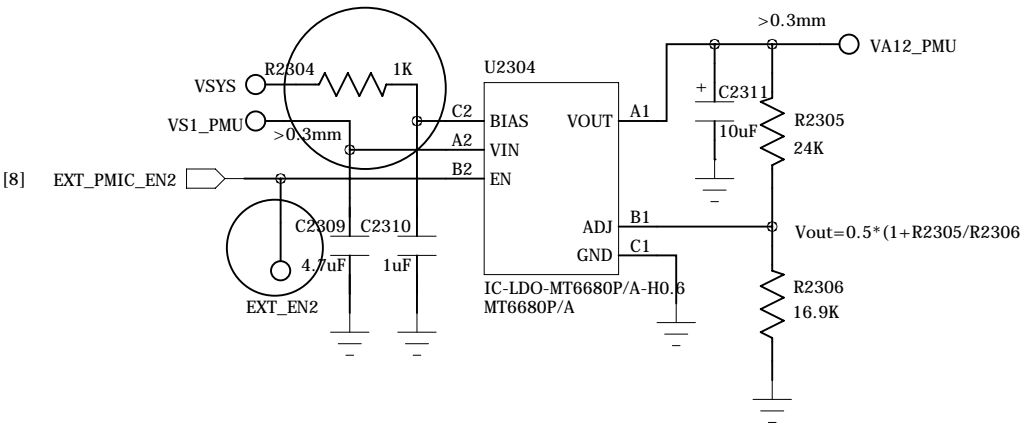 >0.3mm
VA12_PMU
U2304
R2304
1K
VSYS
C2311
+
VS1_PMU
C2
BIAS
VOUT
A1
R2305
>0.3mm
A2
VIN
10uF
24K
B2
EN
[8]
EXT_PMIC_EN2
C2309
C2310
ADJ
B1
Vout=0.5*(1+R2305/R2306
GND
C1
4.7uF
1uF
IC-LDO-MT6680P/A-H0.6
MT6680P/A
R2306
16.9K
EXT_EN2